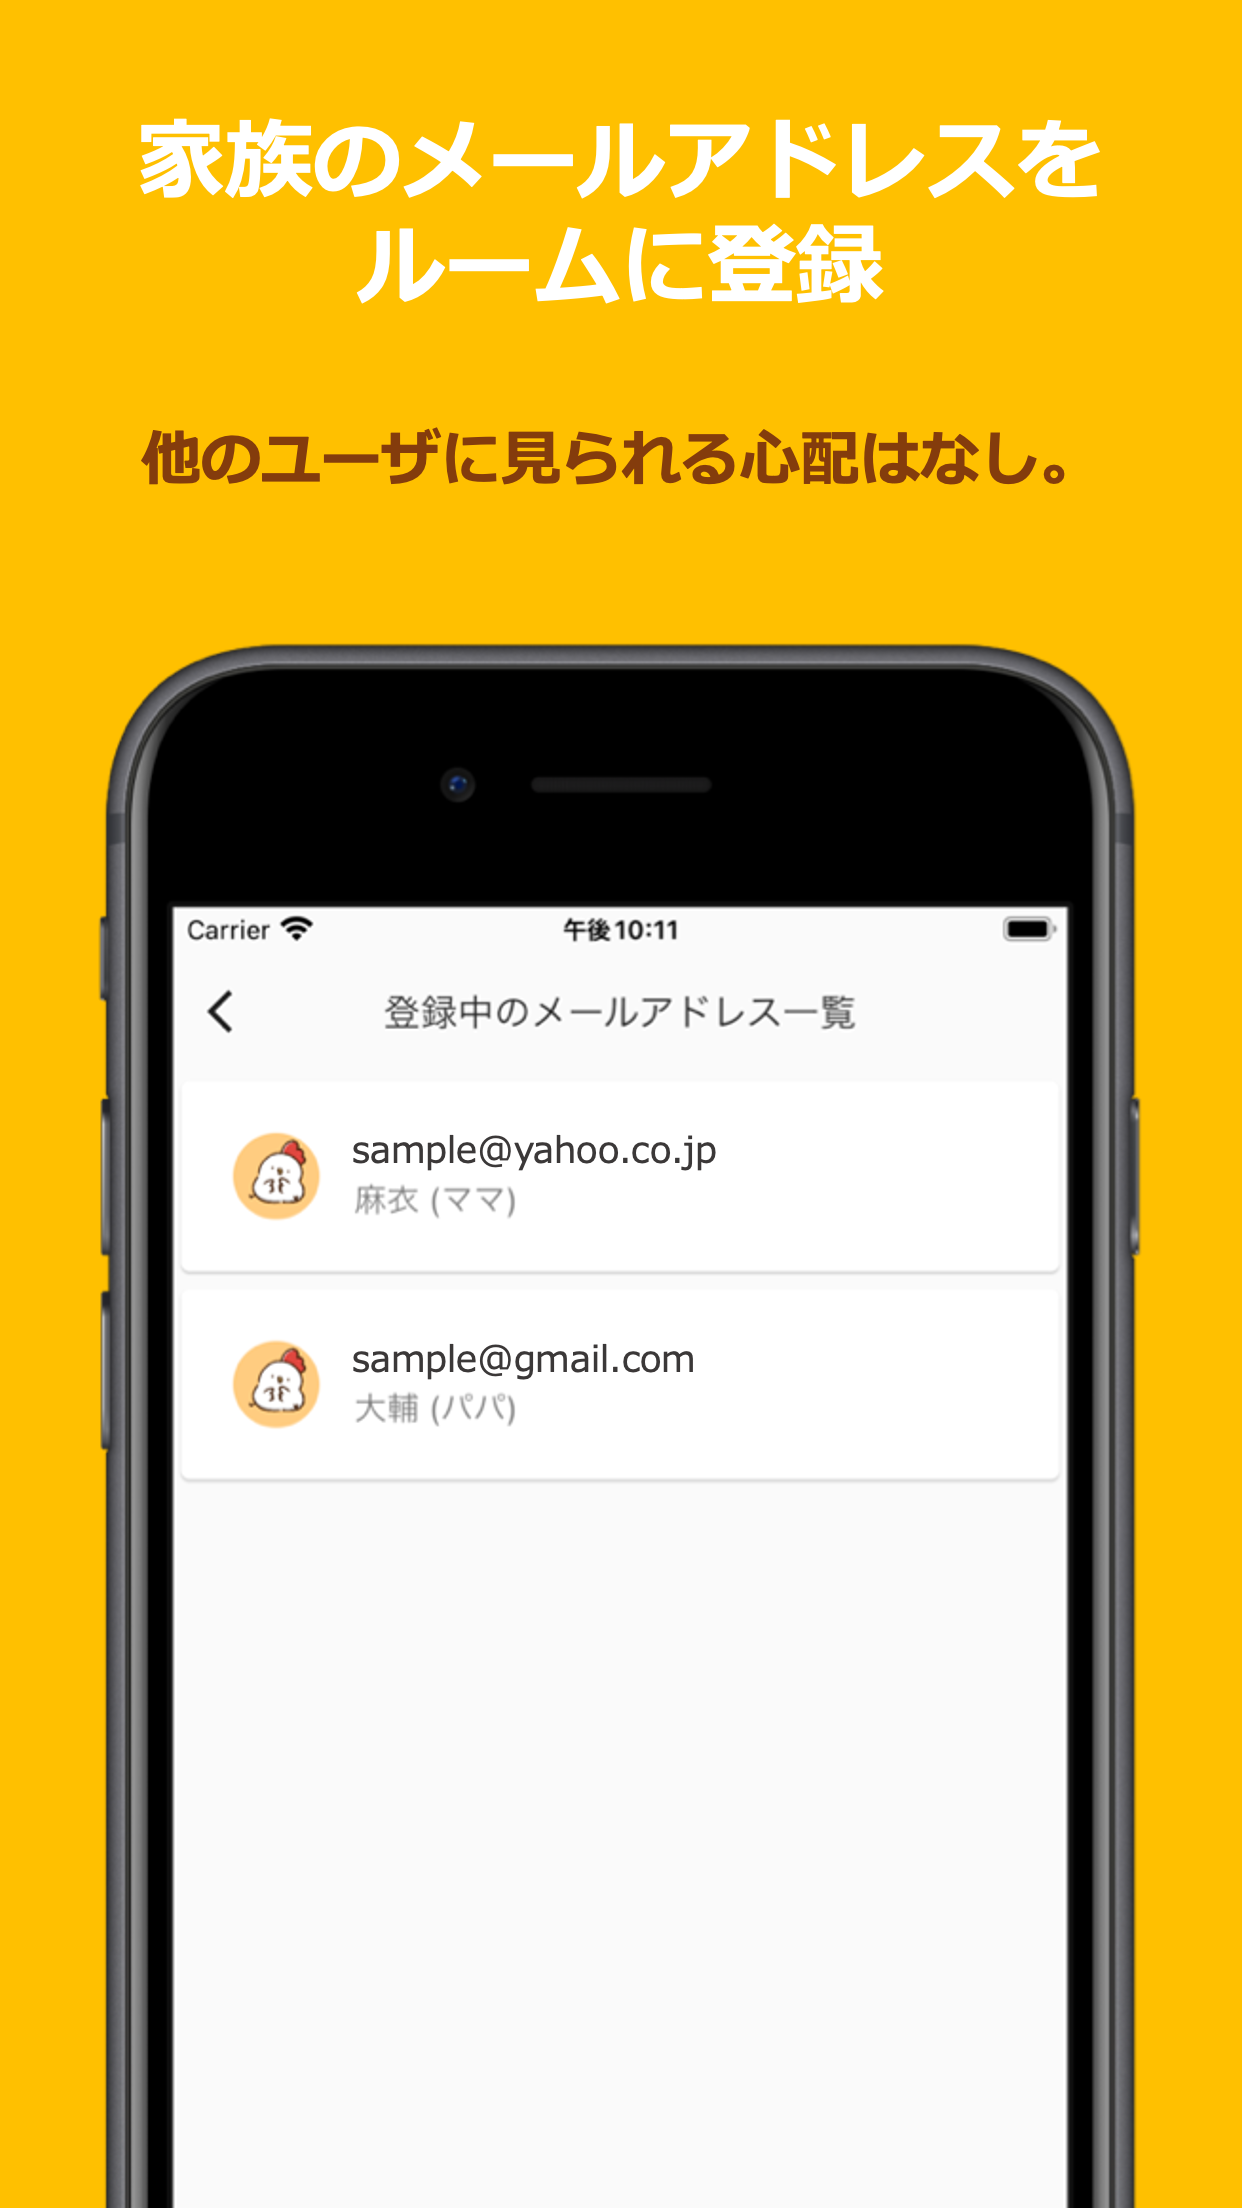 家族のメールアドレスを
ルームに登録
他のユーザに見られる心配はなし。
Carrier 午後10:11
登録中のメールアドレス一覧
sample@yahoo.co.jp
麻衣 (ママ)
sample@gmail.com
大輔 (パパ)